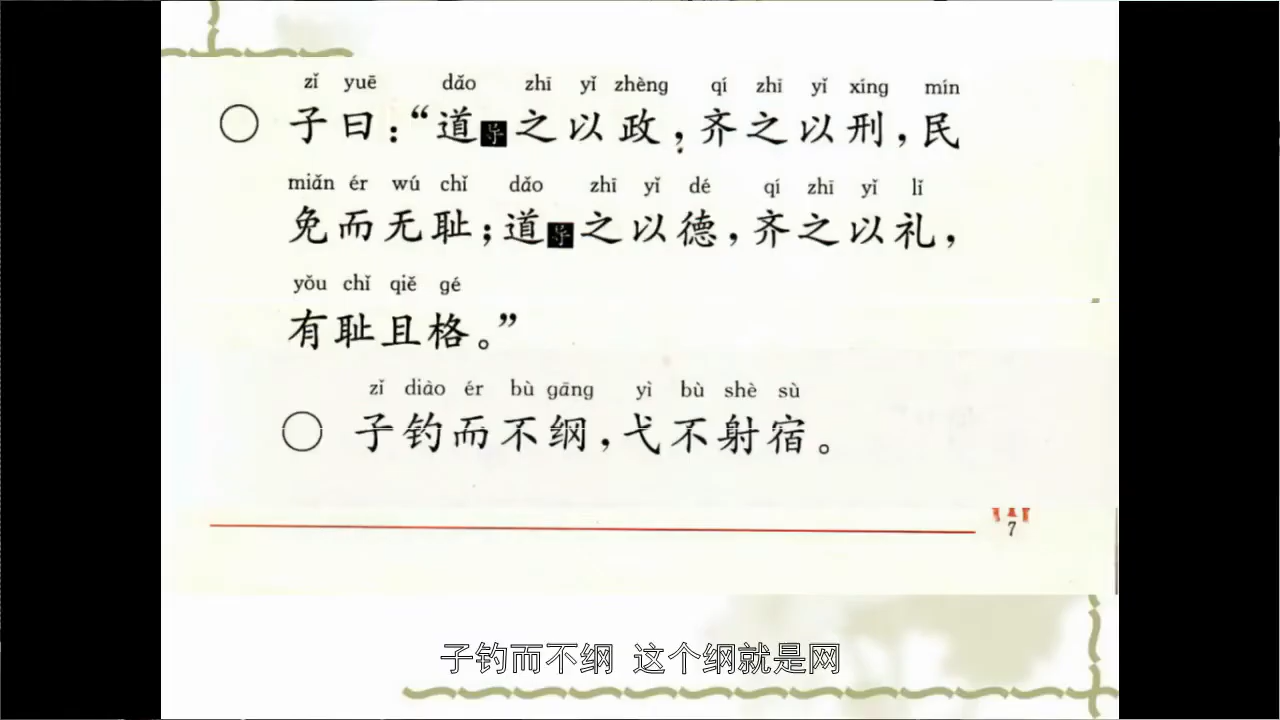 zǐ yuē dǎo zhī yǐ zhèng qí zhī yǐ xíng mín
○ 子曰：“道导之以政，齐之以刑，民
miǎn ér wú chǐ dǎo zhī yǐ dé qí zhī yǐ lǐ
免而无耻；道导之以德，齐之以礼，
yǒu chǐ qiě gé
有耻且格。”
zǐ diào ér bù gāng yì bù shè sù
○ 子钓而不纲，弋不射宿。
7
子钓而不纲 这个纲就是网